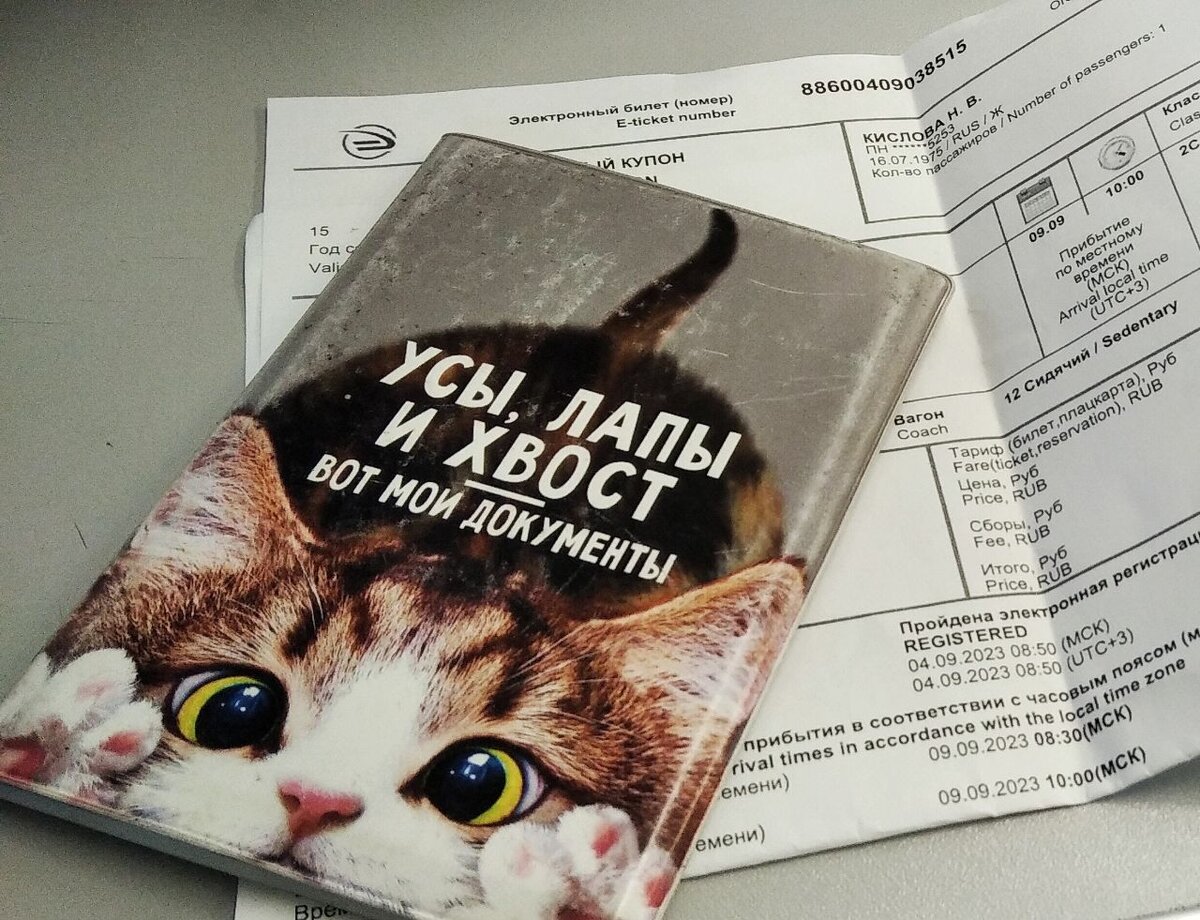 Электронный билет (номер)
E-ticket number
88600409038515
КУПОН
КИСЛОВА Н. В.
ПН ******5253
16.07.1975 / RUS / Ж
Кол-во пассажиров / Number of passengers: 1
15
Год
09.09
10:00
Прибытие
по местному
времени
(МСК)
Arrival local time
(UTC+3)
2С
УСЫ, ЛАПЫ
И ХВОСТ
ВОТ МОИ ДОКУМЕНТЫ
Вагон
Coach
12 Сидячий / Sedentary
Тариф (билет,плацкарта), Руб
Fare(ticket,reservation), RUB
Цена, Руб
Price, RUB
Сборы, Руб
Fee, RUB
Итого, Руб
Price, RUB
Пройдена электронная
REGISTERED
04.09.2023 08:50 (МСК)
04.09.2023 08:50 (UTC+3)
прибытия в соответствии с часовым поясом
times in accordance with the local time zone
09.09.2023 08:30(МСК)
09.09.2023 10:00(МСК)